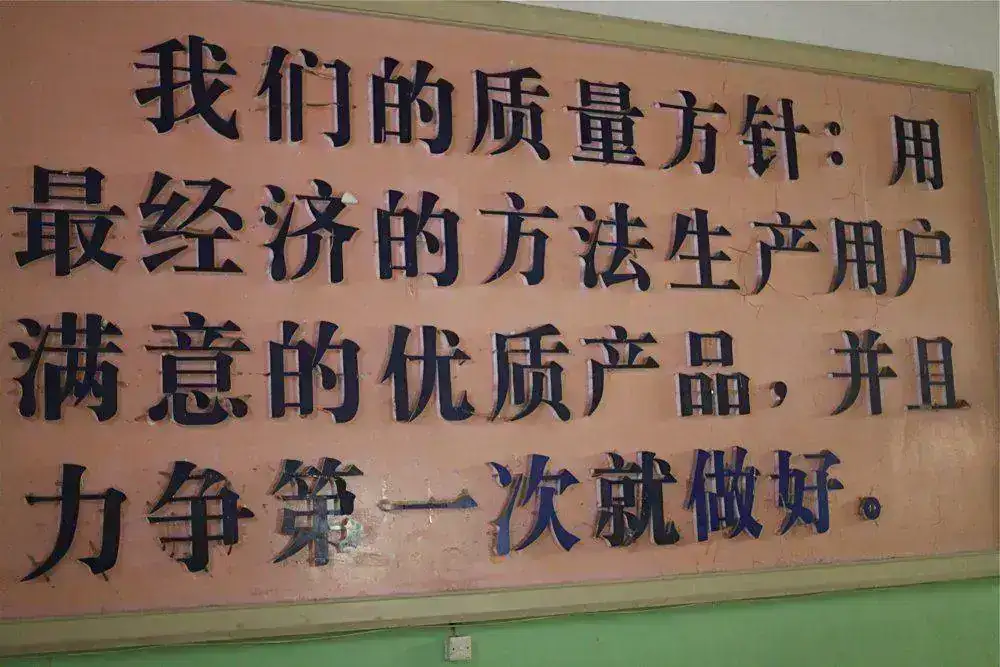 我们的质量方针：用
最经济的方法生产用户
满意的优质产品，并且
力争第一次就做好。